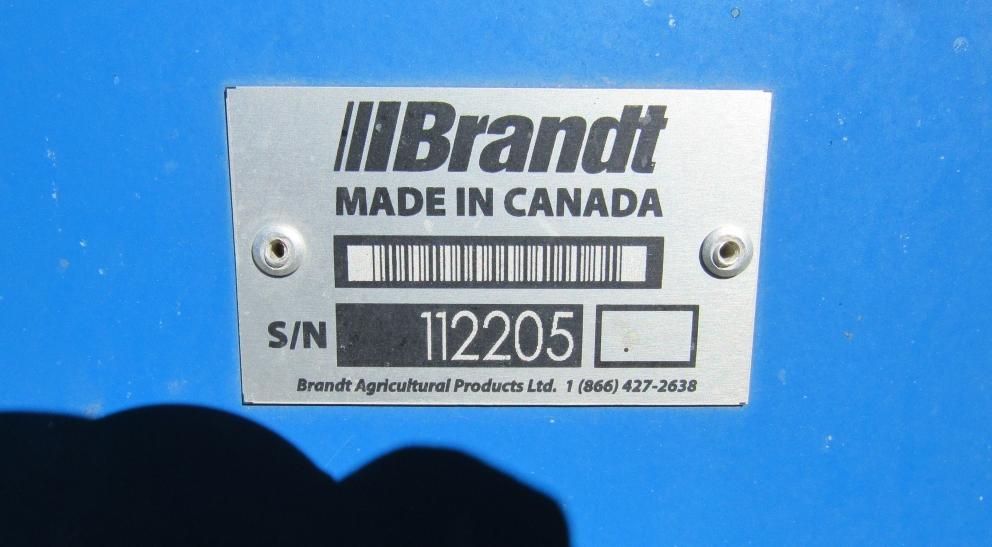 Brandt
MADE IN CANADA
S/N 112205
Brandt Agricultural Products Ltd. 1 (866) 427-2638